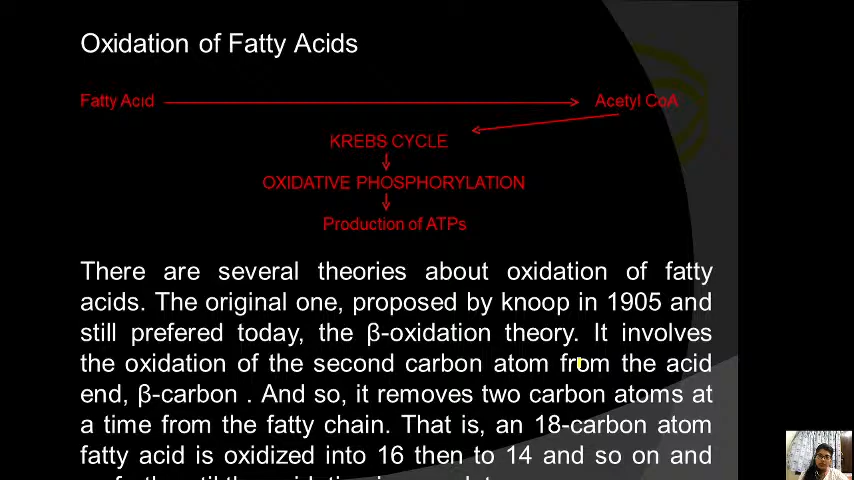 Oxidation of Fatty Acids
Fatty Acid
Acetyl CoA
KREBS CYCLE
OXIDATIVE PHOSPHORYLATION
Production of ATPs
There are several theories about oxidation of fatty
acids. The original one, proposed by knoop in 1905 and
still prefered today, the β-oxidation theory. It involves
the oxidation of the second carbon atom from the acid
end, β-carbon . And so, it removes two carbon atoms at
a time from the fatty chain. That is, an 18-carbon atom
fatty acid is oxidized into 16 then to 14 and so on and